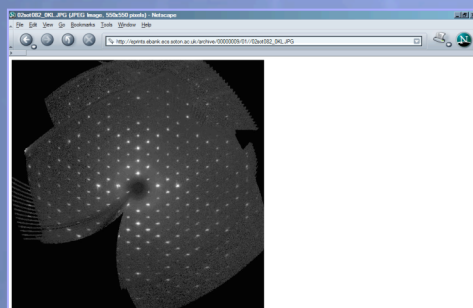 02sot082_0KL.JPG (JPEG Image, 550x550 pixels) - Netscape
File Edit View Go Bookmarks Tools Window Help
http://eprints.ebank.ecs.soton.ac.uk/archive/00000009/01/02sot082_0KL.JPG
N